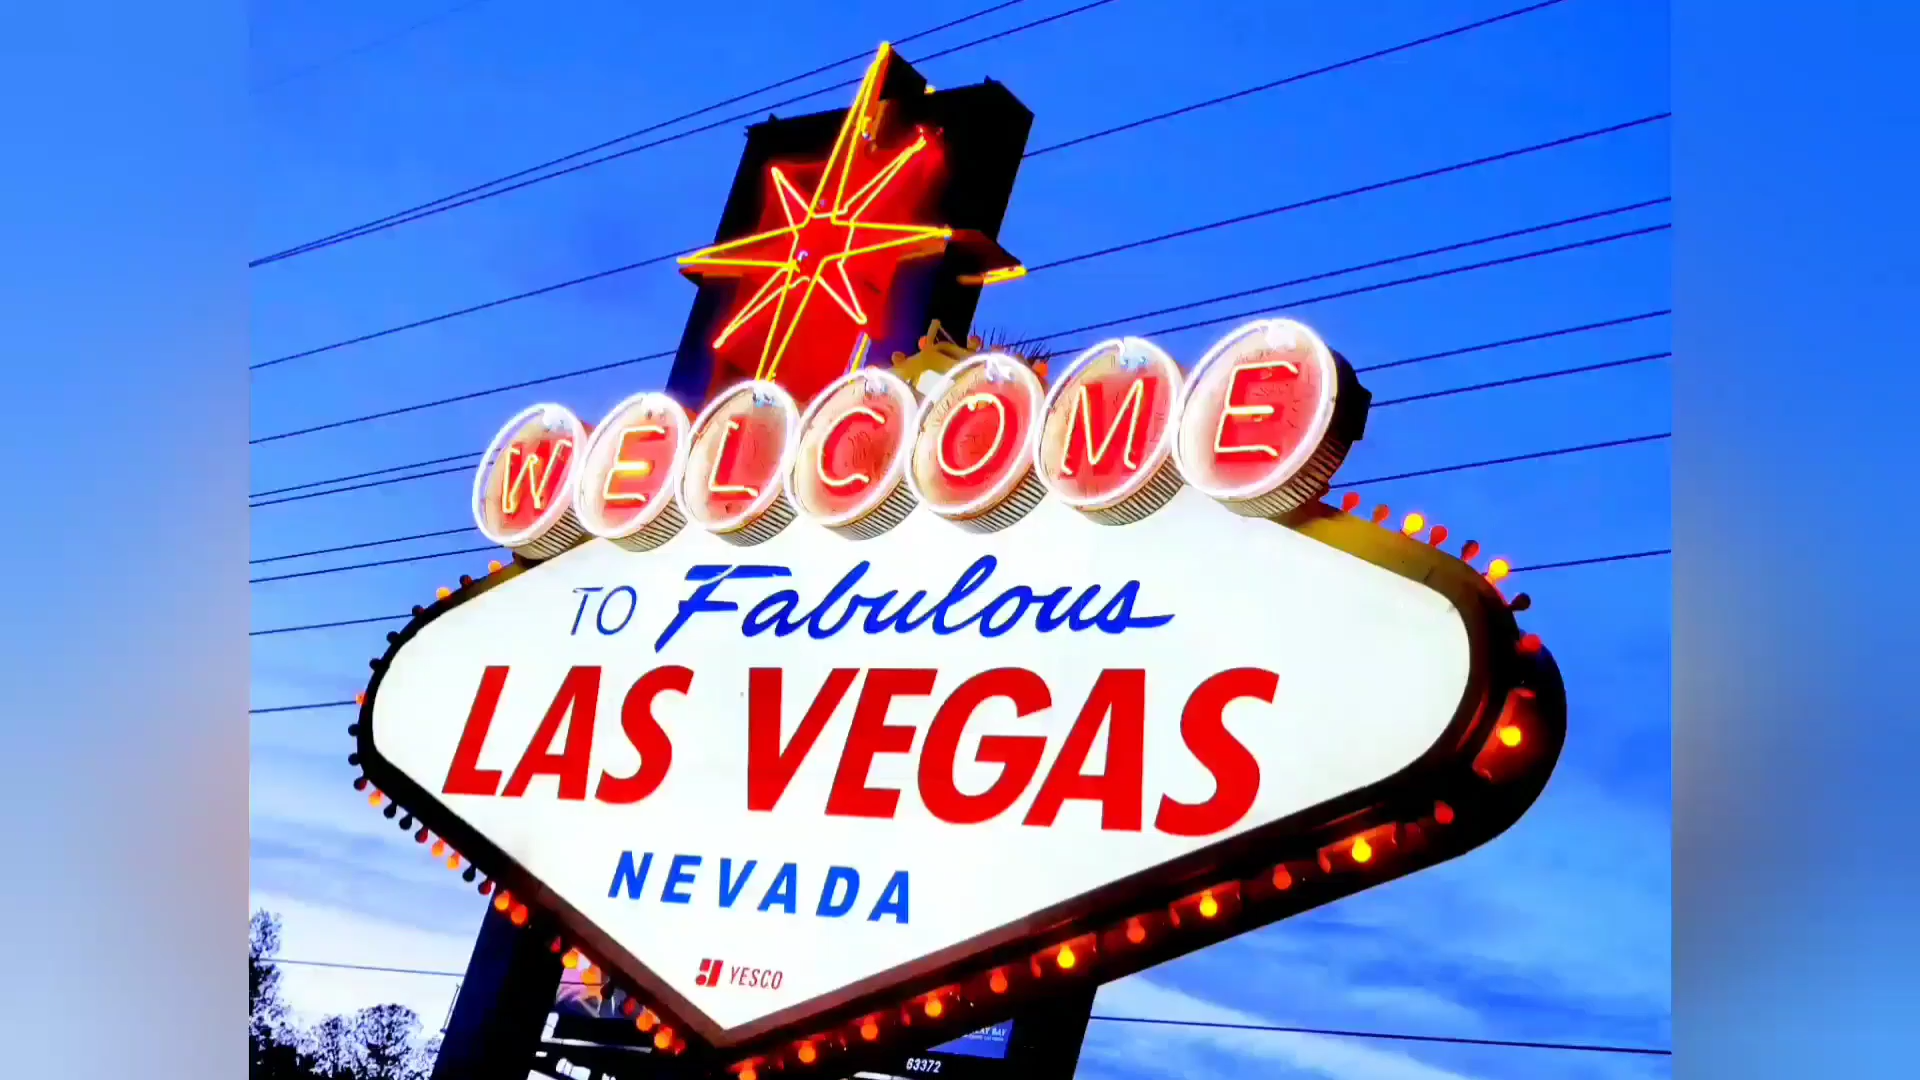 WELCOME
TO Fabulous
LAS VEGAS
NEVADA
YESCO
63372